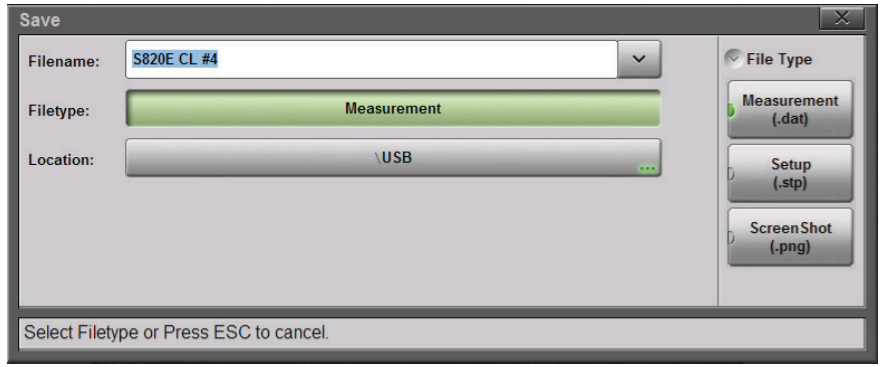 Save
Filename: S820E CL #4
File Type
Filetype: Measurement
Measurement
(.dat)
Location: \USB ...
Setup
(.stp)
ScreenShot
(.png)
Select Filetype or Press ESC to cancel.